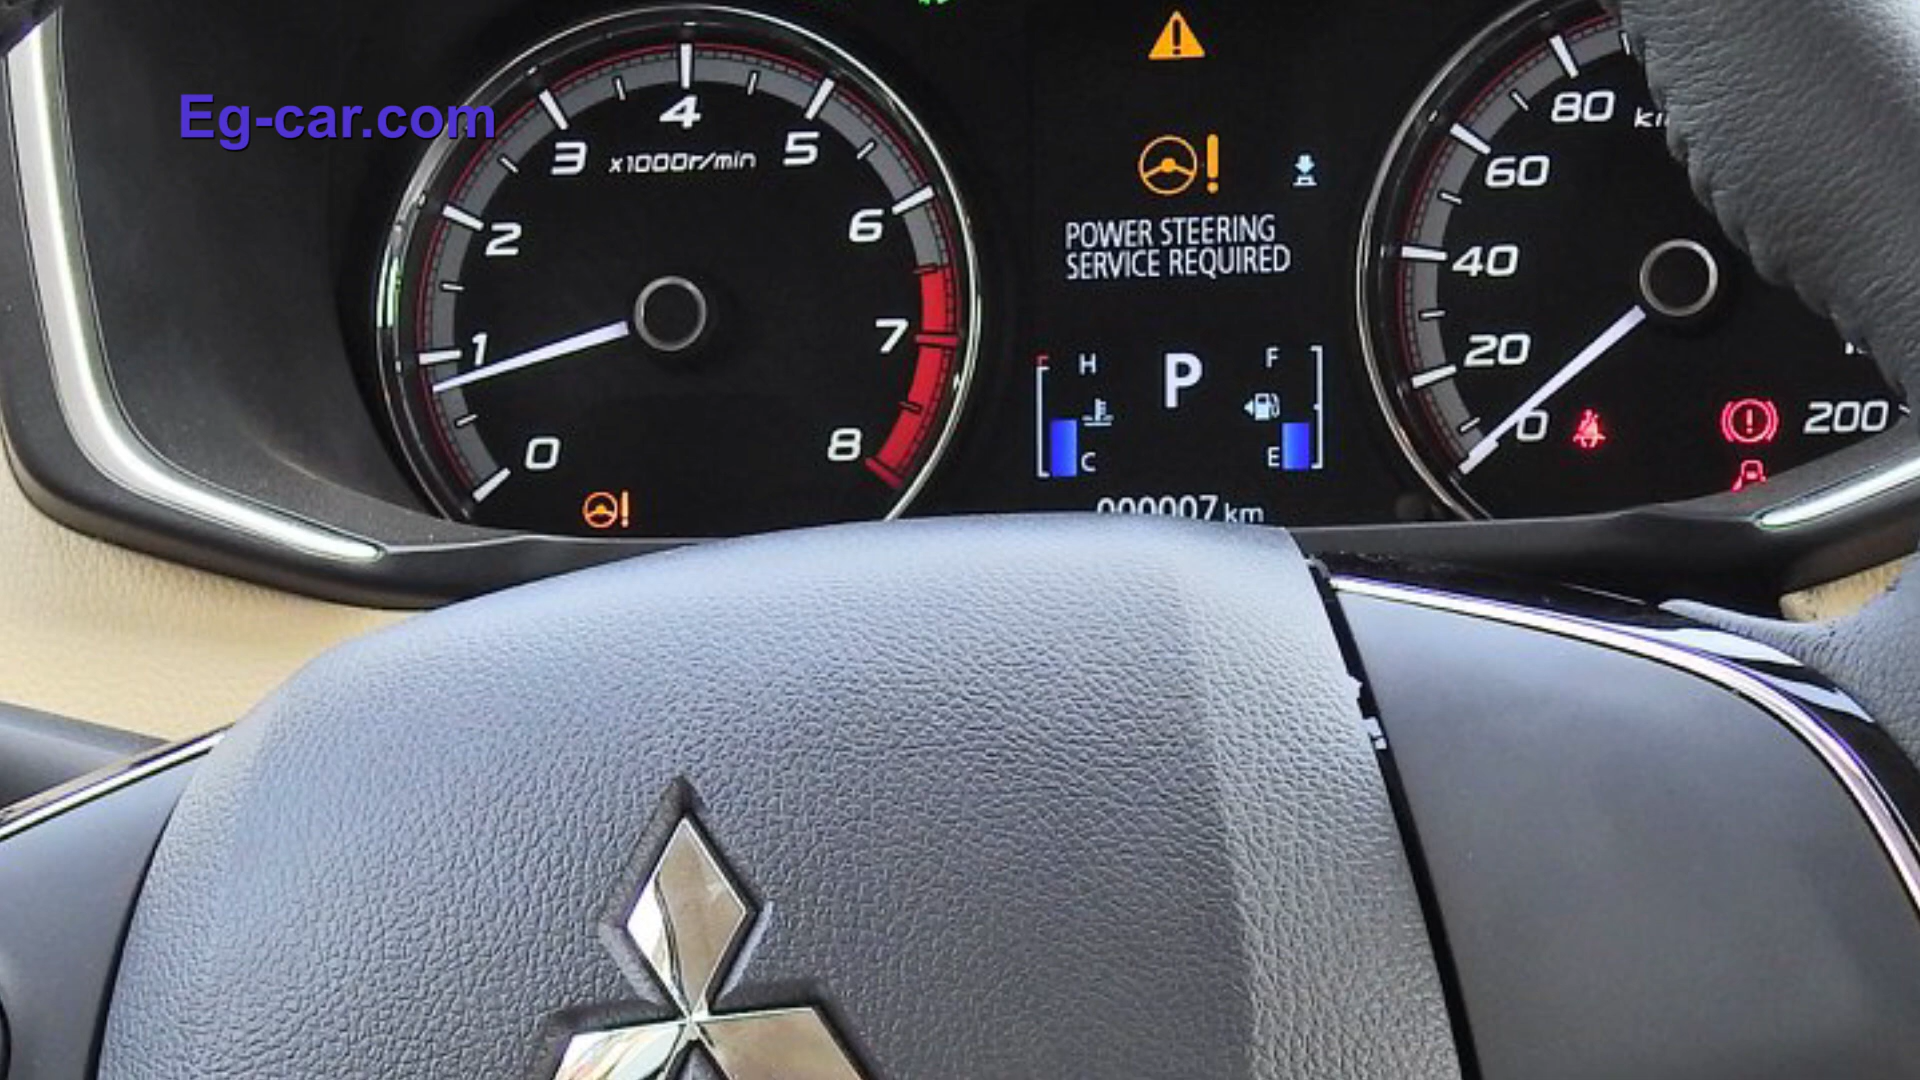 Eg-car.com
4
3 x1000r/min 5
2 6
1 7
0 8
POWER STEERING
SERVICE REQUIRED
H P F
C E
000007 km
80
60
40
20
0 200